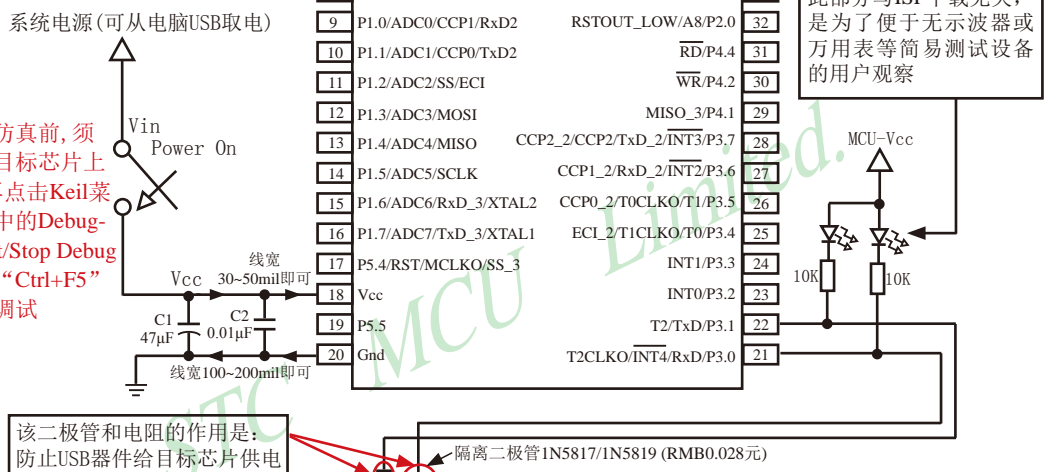 系统电源(可从电脑USB取电)
Vin
Power On
仿真前,须
目标芯片上
点击Keil菜
中的Debug-
t/Stop Debug
“Ctrl+F5”
调试
Vcc
线宽
30~50mil即可
C1
47μF
C2
0.01μF
线宽100~200mil即可
9 P1.0/ADC0/CCP1/RxD2
10 P1.1/ADC1/CCP0/TxD2
11 P1.2/ADC2/SS/ECI
12 P1.3/ADC3/MOSI
13 P1.4/ADC4/MISO
14 P1.5/ADC5/SCLK
15 P1.6/ADC6/RxD_3/XTAL2
16 P1.7/ADC7/TxD_3/XTAL1
17 P5.4/RST/MCLKO/SS_3
18 Vcc
19 P5.5
20 Gnd
RSTOUT_LOW/A8/P2.0 32
RD/P4.4 31
WR/P4.2 30
MISO_3/P4.1 29
CCP2_2/CCP2/TxD_2/INT3/P3.7 28
CCP1_2/RxD_2/INT2/P3.6 27
CCP0_2/T0CLKO/T1/P3.5 26
ECI_2/T1CLKO/T0/P3.4 25
INT1/P3.3 24
INT0/P3.2 23
T2/TxD/P3.1 22
T2CLKO/INT4/RxD/P3.0 21
是为了便于无示波器或
万用表等简易测试设备
的用户观察
MCU-Vcc
10K
10K
该二极管和电阻的作用是:
防止USB器件给目标芯片供电
隔离二极管1N5817/1N5819 (RMB0.028元)
STC MCU Limited.